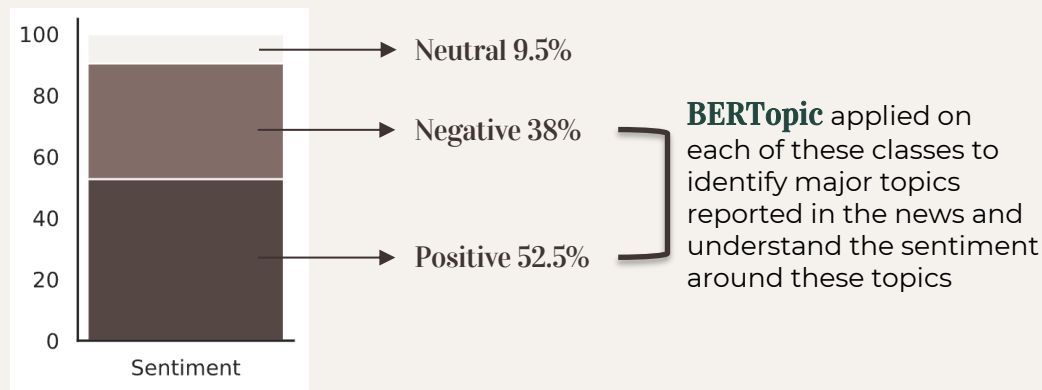 100
80
60
40
20
0
Sentiment
Neutral 9.5%
Negative 38%
Positive 52.5%
BERTopic applied on
each of these classes to
identify major topics
reported in the news and
understand the sentiment
around these topics